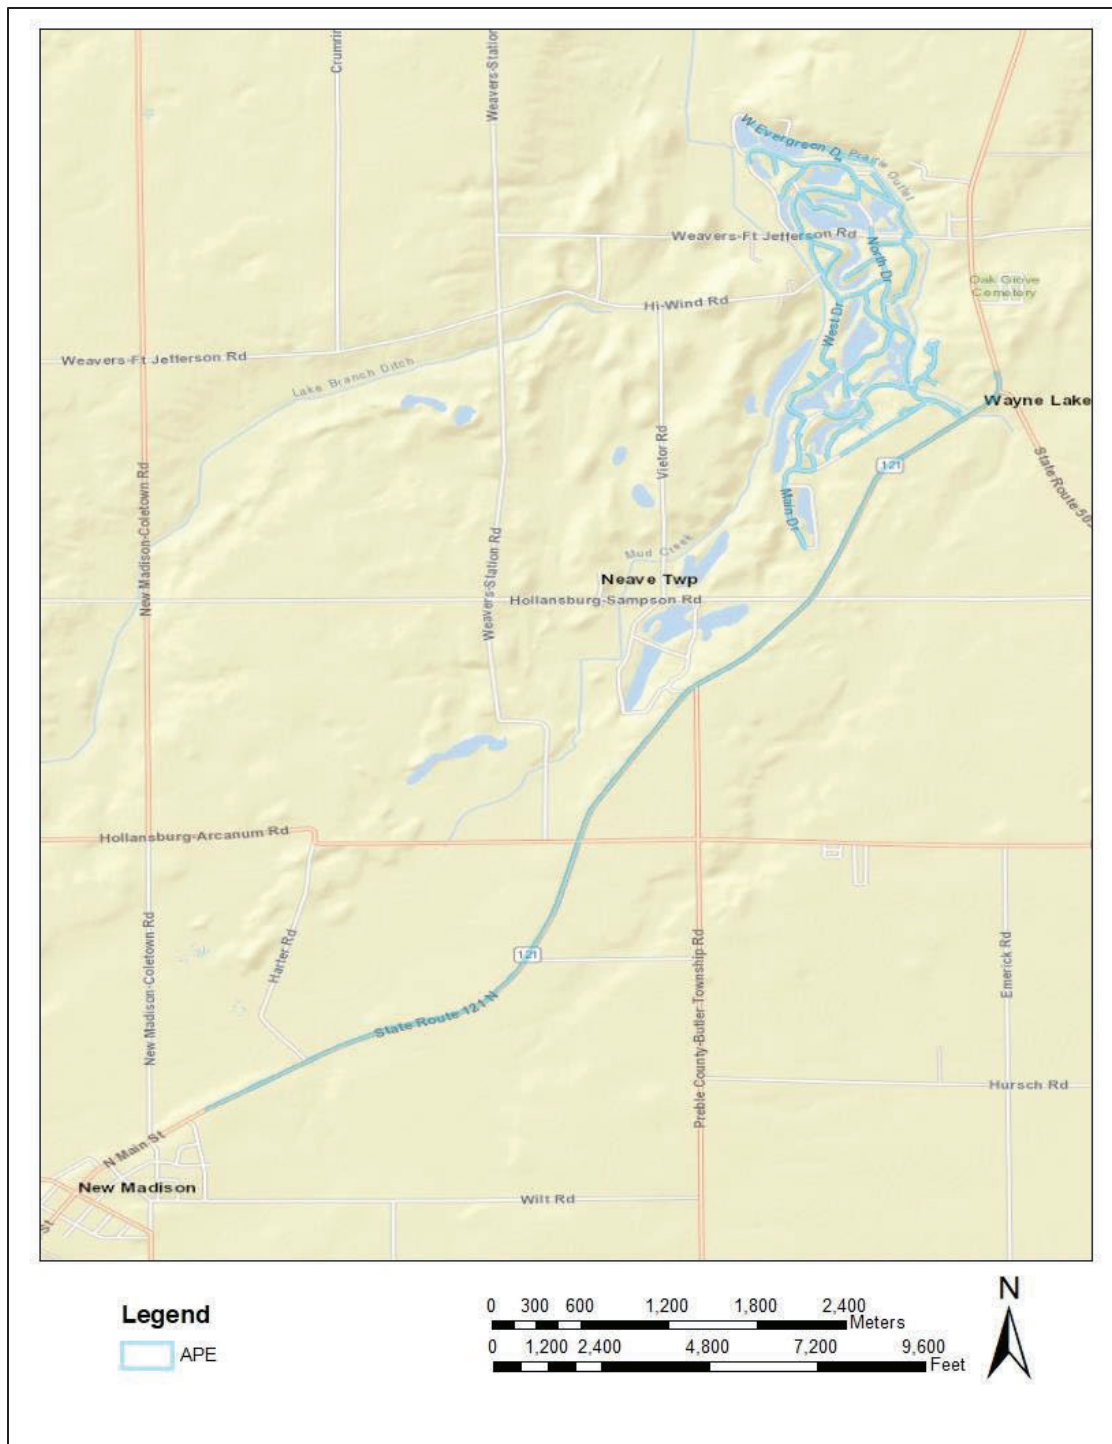 Crumrin
Weavers-Station
Weavers-Station
W Evergreen Dr
Prairie Outlet
Weavers-Ft Jefferson Rd
North Dr
Oak Grove
Cemetery
Hi-Wind Rd
West Dr
Weavers-Ft Jefferson Rd
Lake Branch Ditch
Wayne Lake
Vietor Rd
121
State Route 50
New Madison-Coletown Rd
Main Dr
Weavers-Station Rd
Mud Creek
Neave Twp
Hollansburg-Sampson Rd
Hollansburg-Arcanum Rd
New Madison-Coletown Rd
Harter Rd
121
Preble County-Butler Township Rd
Emerick Rd
State Route 121 N
Hursch Rd
N Main St
New Madison
Wilt Rd
St
Legend
APE
0 300 600 1,200 1,800 2,400
Meters
0 1,200 2,400 4,800 7,200 9,600
Feet
N